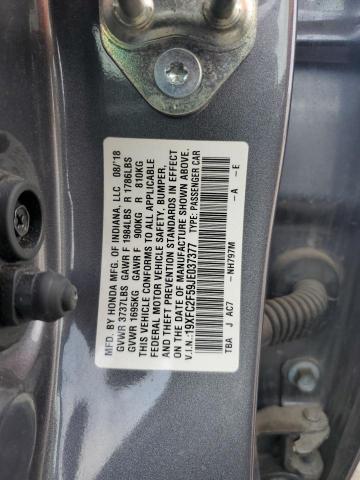 MFD. BY HONDA MFG. OF INDIANA, LLC 08/18
GVWR 3737LBS GAWR F 1984LBS R 1786LBS
GVWR 1695KG GAWR F 900KG R 810KG
THIS VEHICLE CONFORMS TO ALL APPLICABLE
FEDERAL MOTOR VEHICLE SAFETY, BUMPER,
AND THEFT PREVENTION STANDARDS IN EFFECT
ON THE DATE OF MANUFACTURE SHOWN ABOVE.
V.I.N.:19XFC2F59JE037377 TYPE: PASSENGER CAR
-NH797M -A -E
TBA J AC7